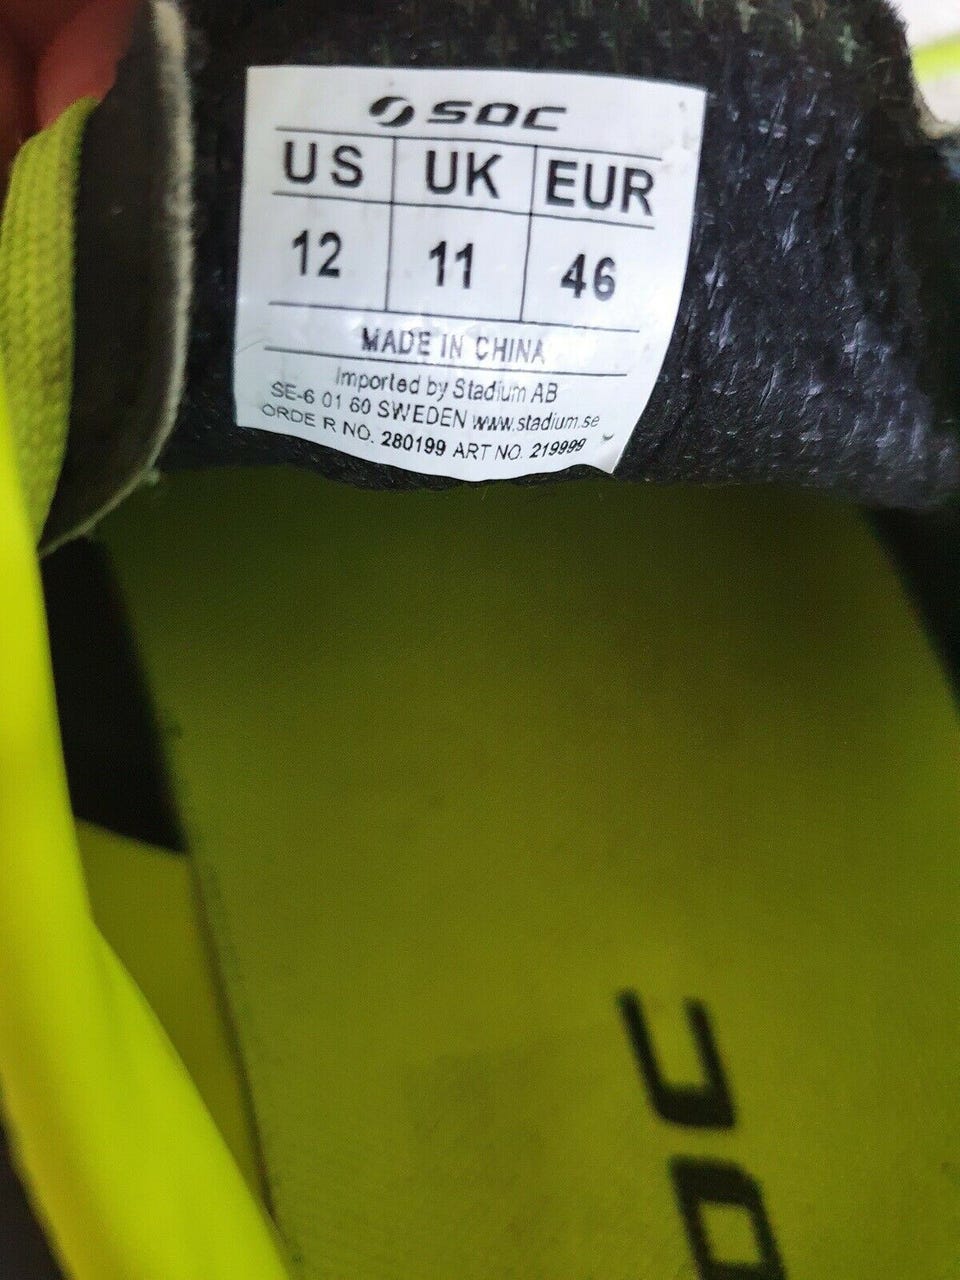 SOC
US UK EUR
12 11 46
MADE IN CHINA
Imported by Stadium AB
SE-6 01 60 SWEDEN www.stadium.se
ORDE R NO. 280199 ART NO. 219999